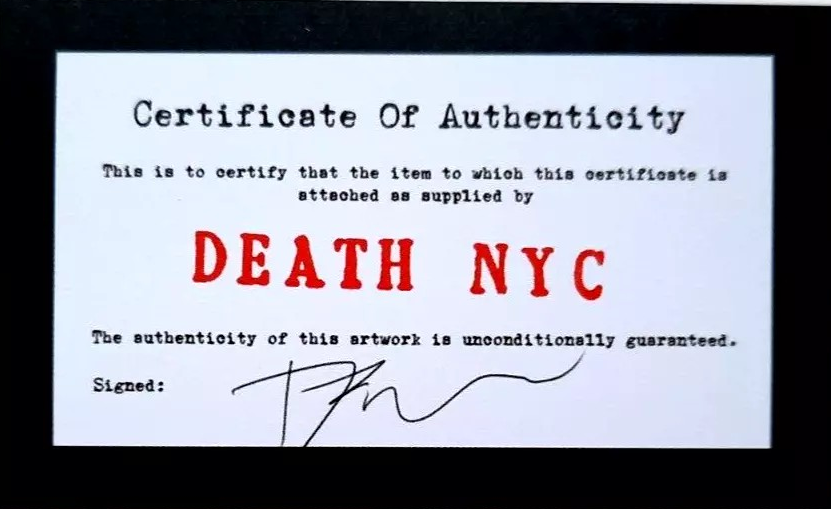 Certificate Of Authenticity
This is to certify that the item to which this certificate is
attached as supplied by
DEATH NYC
The authenticity of this artwork is unconditionally guaranteed.
Signed: